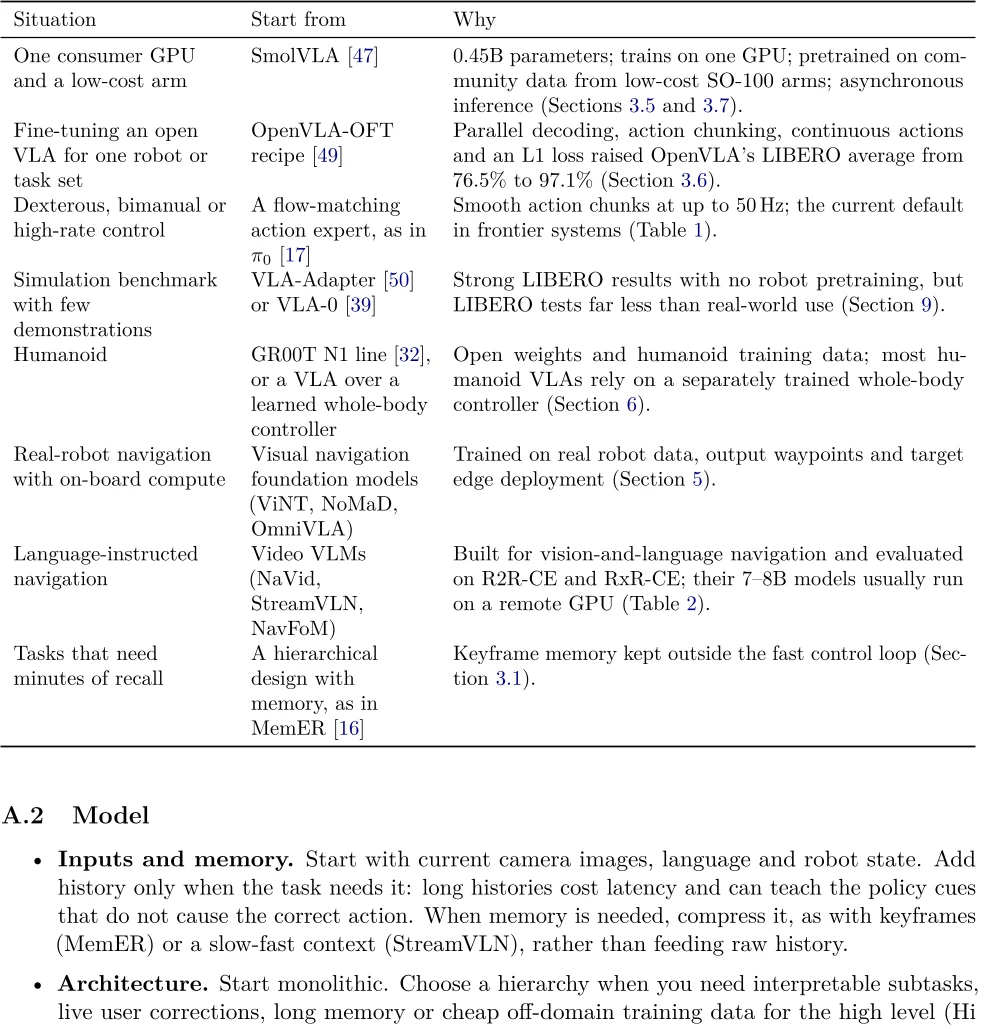 Situation Start from Why
One consumer GPU SmolVLA [47] 0.45B parameters; trains on one GPU; pretrained on com-
and a low-cost arm munity data from low-cost SO-100 arms; asynchronous
inference (Sections 3.5 and 3.7).
Fine-tuning an open OpenVLA-OFT Parallel decoding, action chunking, continuous actions
VLA for one robot or recipe [49] and an L1 loss raised OpenVLA's LIBERO average from
task set 76.5% to 97.1% (Section 3.6).
Dexterous, bimanual or A flow-matching Smooth action chunks at up to 50 Hz; the current default
high-rate control action expert, as in in frontier systems (Table 1).
π0 [17]
Simulation benchmark VLA-Adapter [50] Strong LIBERO results with no robot pretraining, but
with few or VLA-0 [39] LIBERO tests far less than real-world use (Section 9).
demonstrations
Humanoid GR00T N1 line [32], Open weights and humanoid training data; most hu-
or a VLA over a manoid VLAs rely on a separately trained whole-body
learned whole-body controller (Section 6).
controller
Real-robot navigation Visual navigation Trained on real robot data, output waypoints and target
with on-board compute foundation models edge deployment (Section 5).
(ViNT, NoMaD,
OmniVLA)
Language-instructed Video VLMs Built for vision-and-language navigation and evaluated
navigation (NaVid, on R2R-CE and RxR-CE; their 7–8B models usually run
StreamVLN, on a remote GPU (Table 2).
NavFoM)
Tasks that need A hierarchical Keyframe memory kept outside the fast control loop (Sec-
minutes of recall design with tion 3.1).
memory, as in
MemER [16]
A.2 Model
• Inputs and memory. Start with current camera images, language and robot state. Add
history only when the task needs it: long histories cost latency and can teach the policy cues
that do not cause the correct action. When memory is needed, compress it, as with keyframes
(MemER) or a slow-fast context (StreamVLN), rather than feeding raw history.
• Architecture. Start monolithic. Choose a hierarchy when you need interpretable subtasks,
live user corrections, long memory or cheap off-domain training data for the high level (Hi